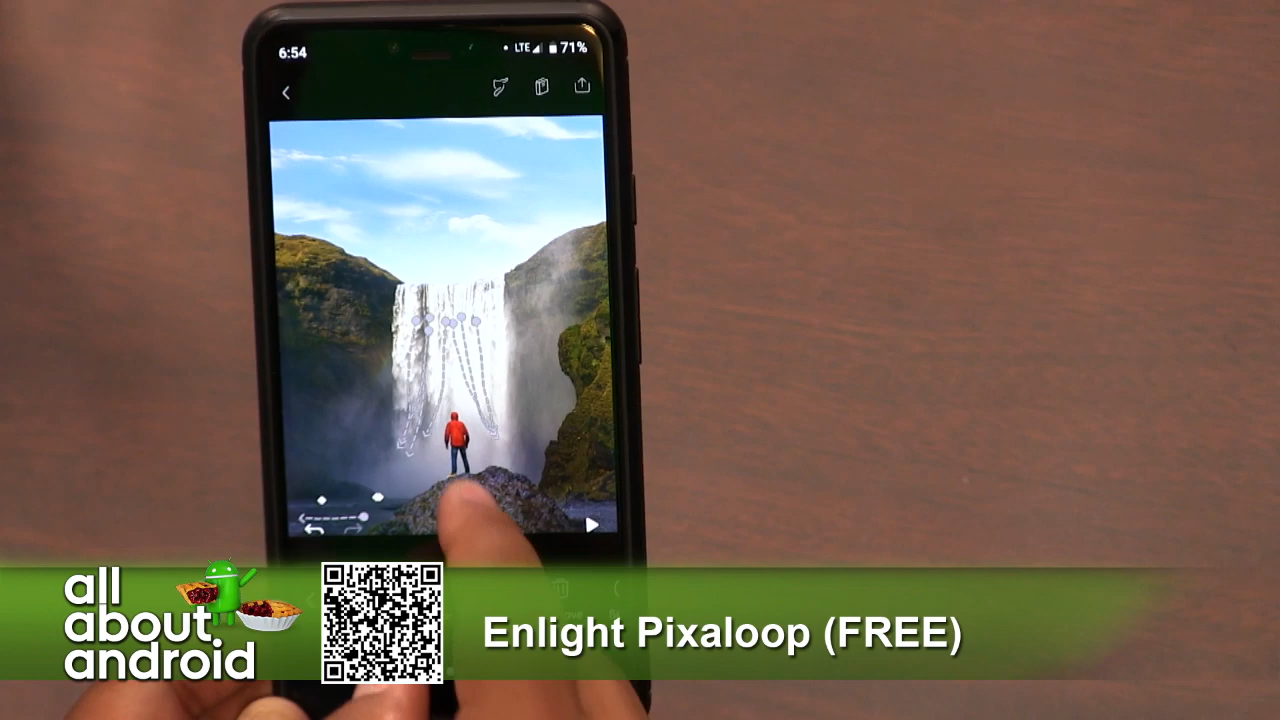 6:54
LTE 71%
all
about
android
Enlight Pixaloop (FREE)